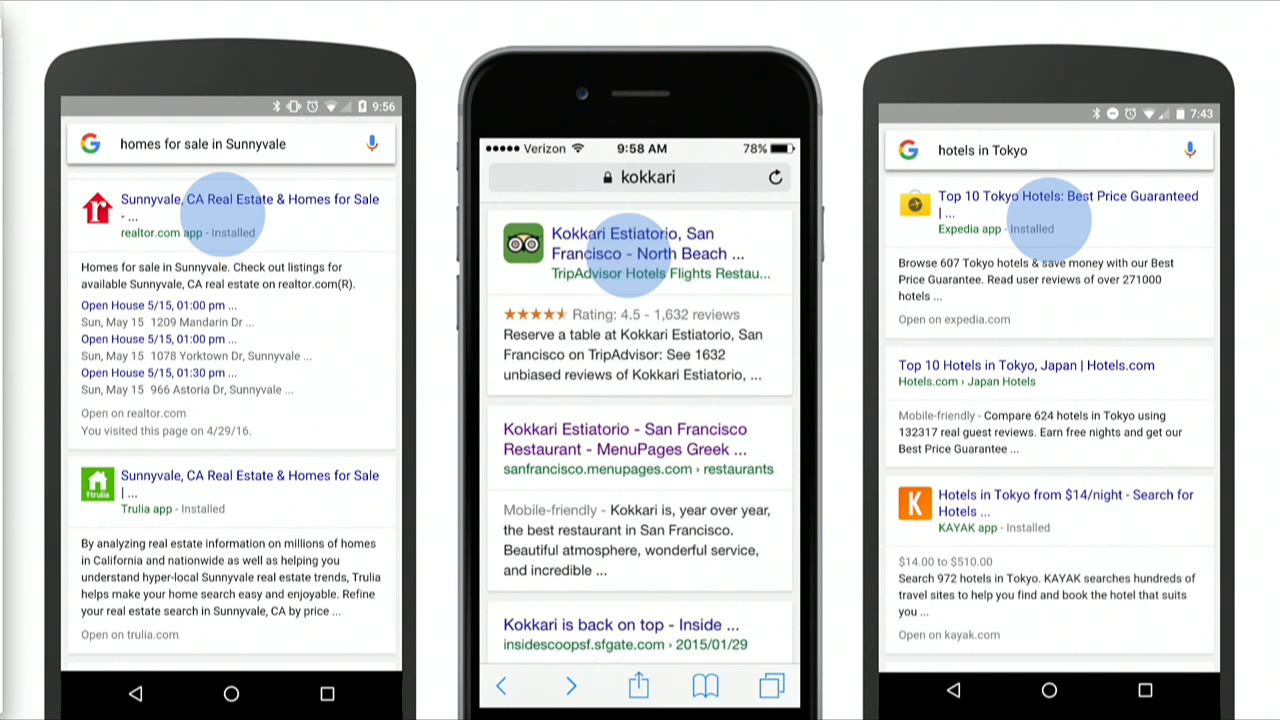 9:56
homes for sale in Sunnyvale
Sunnyvale, CA Real Estate & Homes for Sale
- ...
realtor.com app - Installed
Homes for sale in Sunnyvale. Check out listings for
available Sunnyvale, CA real estate on realtor.com(R).
Open House 5/15, 01:00 pm ...
Sun, May 15 1209 Mandarin Dr ...
Open House 5/15, 01:00 pm ...
Sun, May 15 1078 Yorktown Dr, Sunnyvale ...
Open House 5/15, 01:30 pm ...
Sun, May 15 966 Astoria Dr, Sunnyvale ...
Open on realtor.com
You visited this page on 4/29/16.
trulia
Sunnyvale, CA Real Estate & Homes for Sale
| ...
Trulia app - Installed
By analyzing real estate information on millions of homes
in California and nationwide as well as helping you
understand hyper-local Sunnyvale real estate trends, Trulia
helps make your home search easy and enjoyable. Refine
your real estate search in Sunnyvale, CA by price ...
Open on trulia.com
Verizon 9:58 AM 78%
kokkari
Kokkari Estiatorio, San
Francisco - North Beach ...
TripAdvisor Hotels Flights Restau...
Rating: 4.5 - 1,632 reviews
Reserve a table at Kokkari Estiatorio, San
Francisco on TripAdvisor: See 1632
unbiased reviews of Kokkari Estiatorio, ...
Kokkari Estiatorio - San Francisco
Restaurant - MenuPages Greek ...
sanfrancisco.menupages.com › restaurants
Mobile-friendly - Kokkari is, year over year,
the best restaurant in San Francisco.
Beautiful atmosphere, wonderful service,
and incredible ...
Kokkari is back on top - Inside ...
insidescoopsf.sfgate.com › 2015/01/29
7:43
hotels in Tokyo
Top 10 Tokyo Hotels: Best Price Guaranteed
| ...
Expedia app - Installed
Browse 607 Tokyo hotels & save money with our Best
Price Guarantee. Read user reviews of over 271000
hotels ...
Open on expedia.com
Top 10 Hotels in Tokyo, Japan | Hotels.com
Hotels.com › Japan Hotels
Mobile-friendly - Compare 624 hotels in Tokyo using
132317 real guest reviews. Earn free nights and get our
Best Price Guarantee ...
K
Hotels in Tokyo from $14/night - Search for
Hotels ...
KAYAK app - Installed
$14.00 to $510.00
Search 972 hotels in Tokyo. KAYAK searches hundreds of
travel sites to help you find and book the hotel that suits
you ...
Open on kayak.com